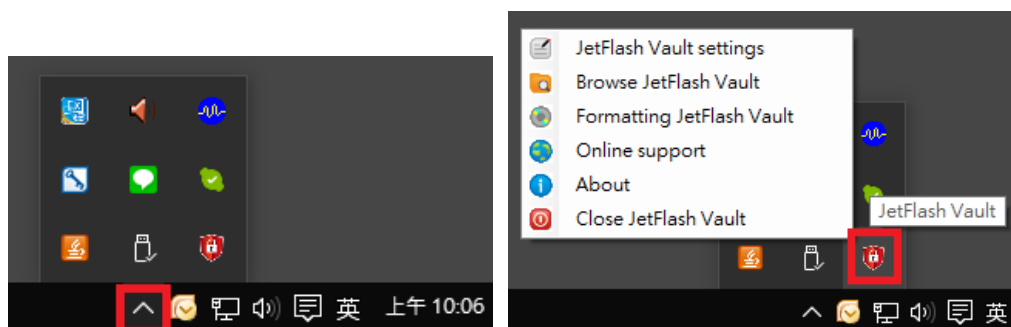 英 上午 10:06
JetFlash Vault settings
Browse JetFlash Vault
Formatting JetFlash Vault
Online support
About
Close JetFlash Vault
JetFlash Vault
英